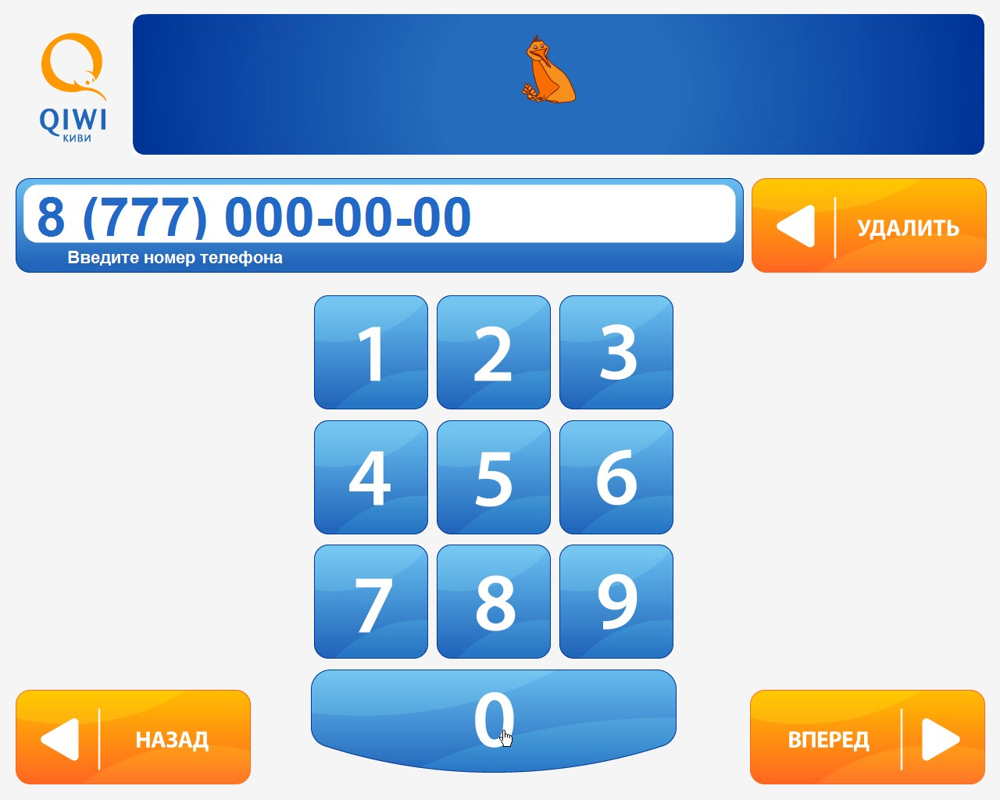 QIWI
КИВИ
8 (777) 000-00-00
Введите номер телефона
УДАЛИТЬ
1 2 3
4 5 6
7 8 9
0
НАЗАД
ВПЕРЕД